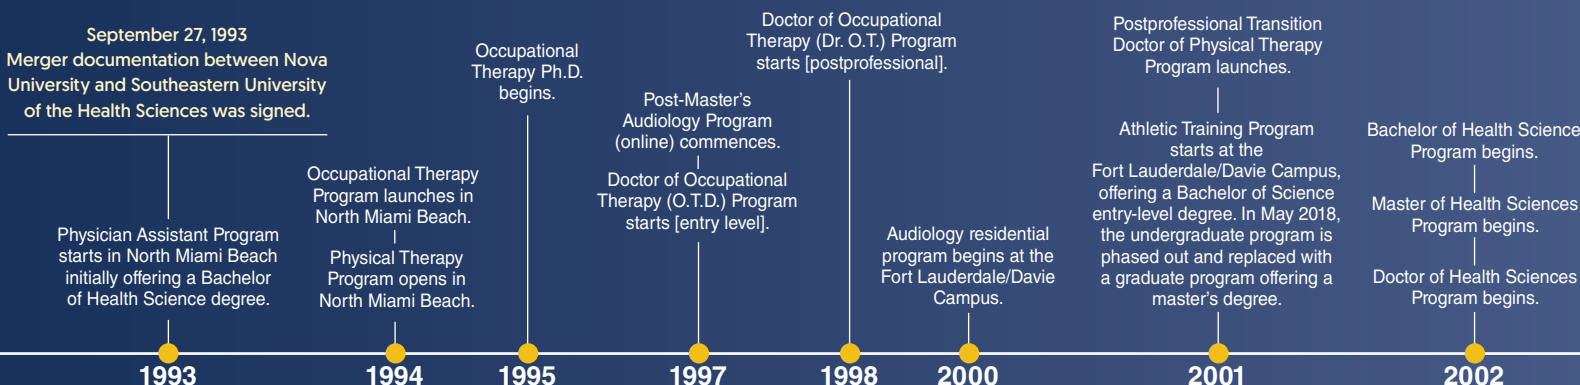 September 27, 1993
Merger documentation between Nova
University and Southeastern University
of the Health Sciences was signed.
Physician Assistant Program
starts in North Miami Beach
initially offering a Bachelor
of Health Science degree.
1993
Occupational Therapy
Program launches in
North Miami Beach.
Physical Therapy
Program opens in
North Miami Beach.
1994
Occupational
Therapy Ph.D.
begins.
1995
Post-Master's
Audiology Program
(online) commences.
Doctor of Occupational
Therapy (O.T.D.) Program
starts [entry level].
1997
Doctor of Occupational
Therapy (Dr. O.T.) Program
starts [postprofessional].
1998
Audiology residential
program begins at the
Fort Lauderdale/Davie
Campus.
2000
Postprofessional Transition
Doctor of Physical Therapy
Program launches.
Athletic Training Program
starts at the
Fort Lauderdale/Davie Campus,
offering a Bachelor of Science
entry-level degree. In May 2018,
the undergraduate program is
phased out and replaced with
a graduate program offering a
master's degree.
2001
Bachelor of Health Science
Program begins.
Master of Health Sciences
Program begins.
Doctor of Health Sciences
Program begins.
2002